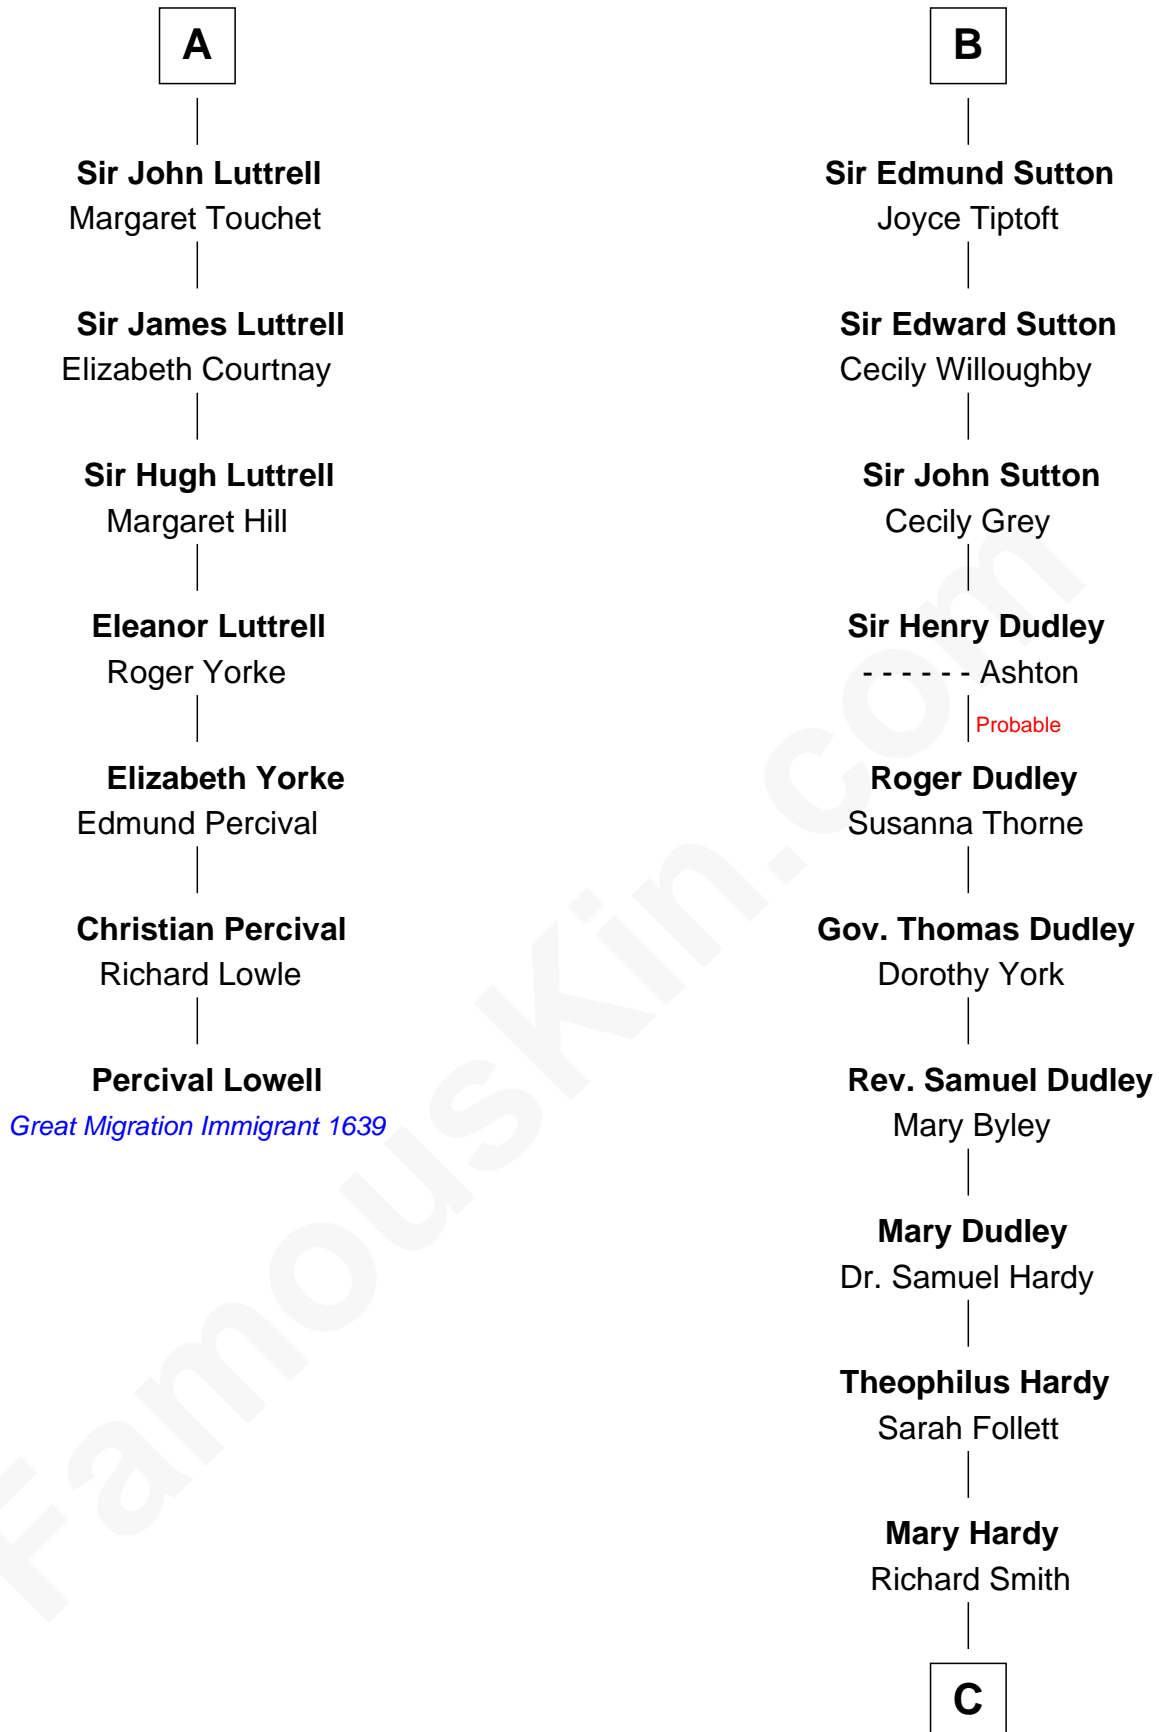 A
Sir John Luttrell
Margaret Touchet
Sir James Luttrell
Elizabeth Courtnay
Sir Hugh Luttrell
Margaret Hill
Eleanor Luttrell
Roger Yorke
Elizabeth Yorke
Edmund Percival
Christian Percival
Richard Lowle
Percival Lowell
Great Migration Immigrant 1639
B
Sir Edmund Sutton
Joyce Tiptoft
Sir Edward Sutton
Cecily Willoughby
Sir John Sutton
Cecily Grey
Sir Henry Dudley
- - - - - - Ashton
Probable
Roger Dudley
Susanna Thorne
Gov. Thomas Dudley
Dorothy York
Rev. Samuel Dudley
Mary Byley
Mary Dudley
Dr. Samuel Hardy
Theophilus Hardy
Sarah Follett
Mary Hardy
Richard Smith
C
FamousKin.com